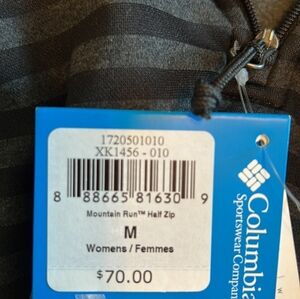 1720501010
XK1456 - 010
8 88665 81630 9
Mountain Run™ Half Zip
M
Womens / Femmes
$70.00
Columbia
Sportswear Company